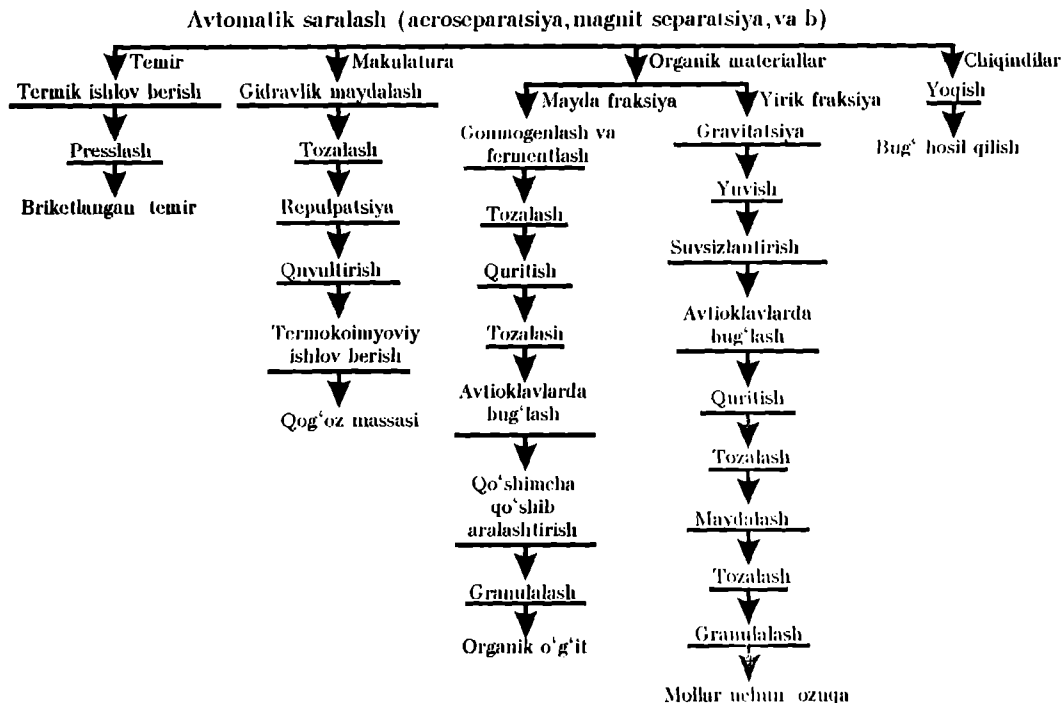 Avtomatik saralash (aeroseparatsiya, magnit separatsiya, va b)
Temir
Termik ishlov berish
Presslash
Briketlangan temir
Makulatura
Gidravlik maydalash
Tozalash
Repulpatsiya
Quyultirish
Termokoimyoviy
ishlov berish
Qog‘oz massasi
Organik materiallar
Mayda fraksiya
Gommogenlash va
fermentlash
Tozalash
Quritish
Tozalash
Avtioklavlarda
bug‘lash
Qo‘shimcha
qo‘shib
aralashtirish
Granulalash
Organik o‘g‘it
Yirik fraksiya
Gravitatsiya
Yuvish
Suvsizlantirish
Avtioklavlarda
bug‘lash
Quritish
Tozalash
Maydalash
Tozalash
Granulalash
Mollar uchun ozuqa
Chiqindilar
Yoqish
Bug‘ hosil qilish